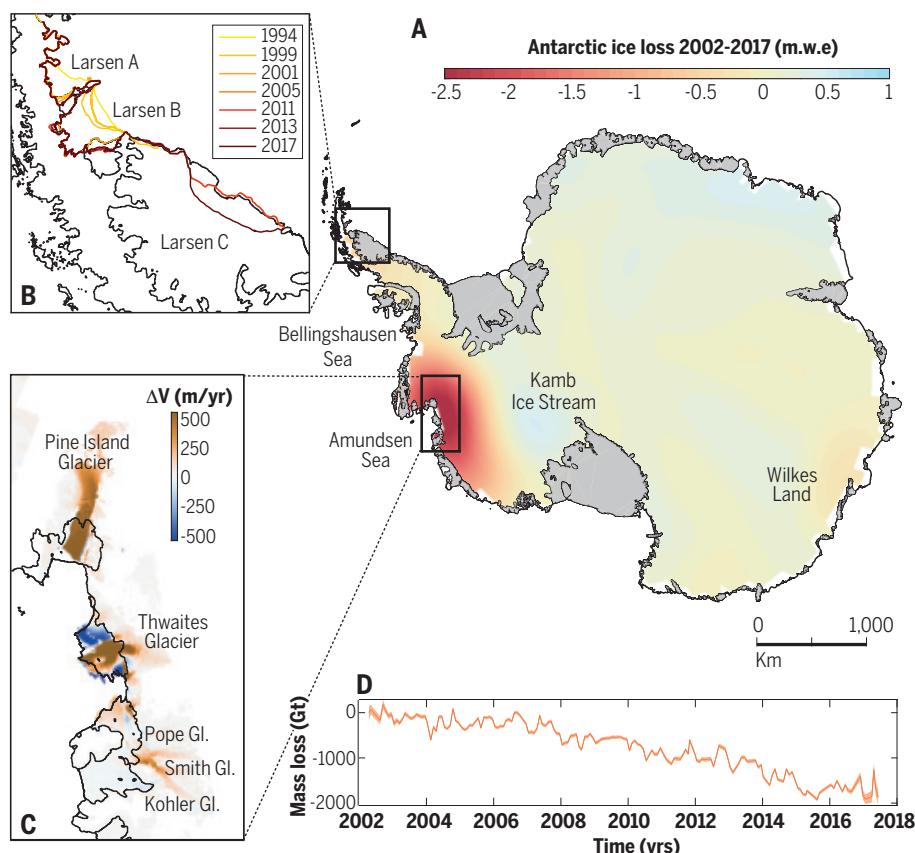 A
Antarctic ice loss 2002-2017 (m.w.e)
-2.5 -2 -1.5 -1 -0.5 0 0.5 1
1994
1999
2001
2005
2011
2013
2017
Larsen A
Larsen B
Larsen C
B
Bellingshausen
Sea
Amundsen
Sea
Kamb
Ice Stream
Wilkes
Land
0 1,000
Km
ΔV (m/yr)
500
250
0
-250
-500
Pine Island
Glacier
Thwaites
Glacier
Pope Gl.
Smith Gl.
Kohler Gl.
C
D
Mass loss (Gt)
0
-1000
-2000
2002 2004 2006 2008 2010 2012 2014 2016 2018
Time (yrs)